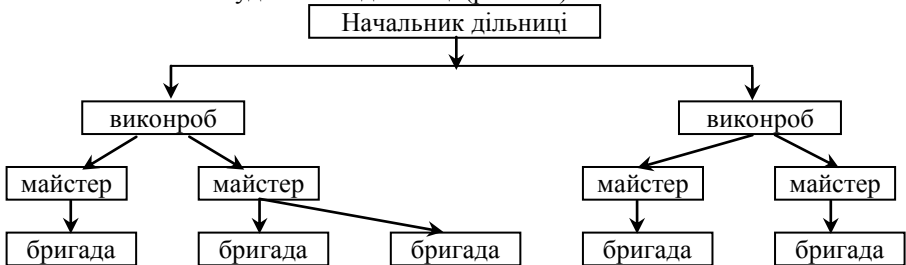 Начальник дільниці
виконроб виконроб
майстер майстер майстер майстер
бригада бригада бригада бригада бригада